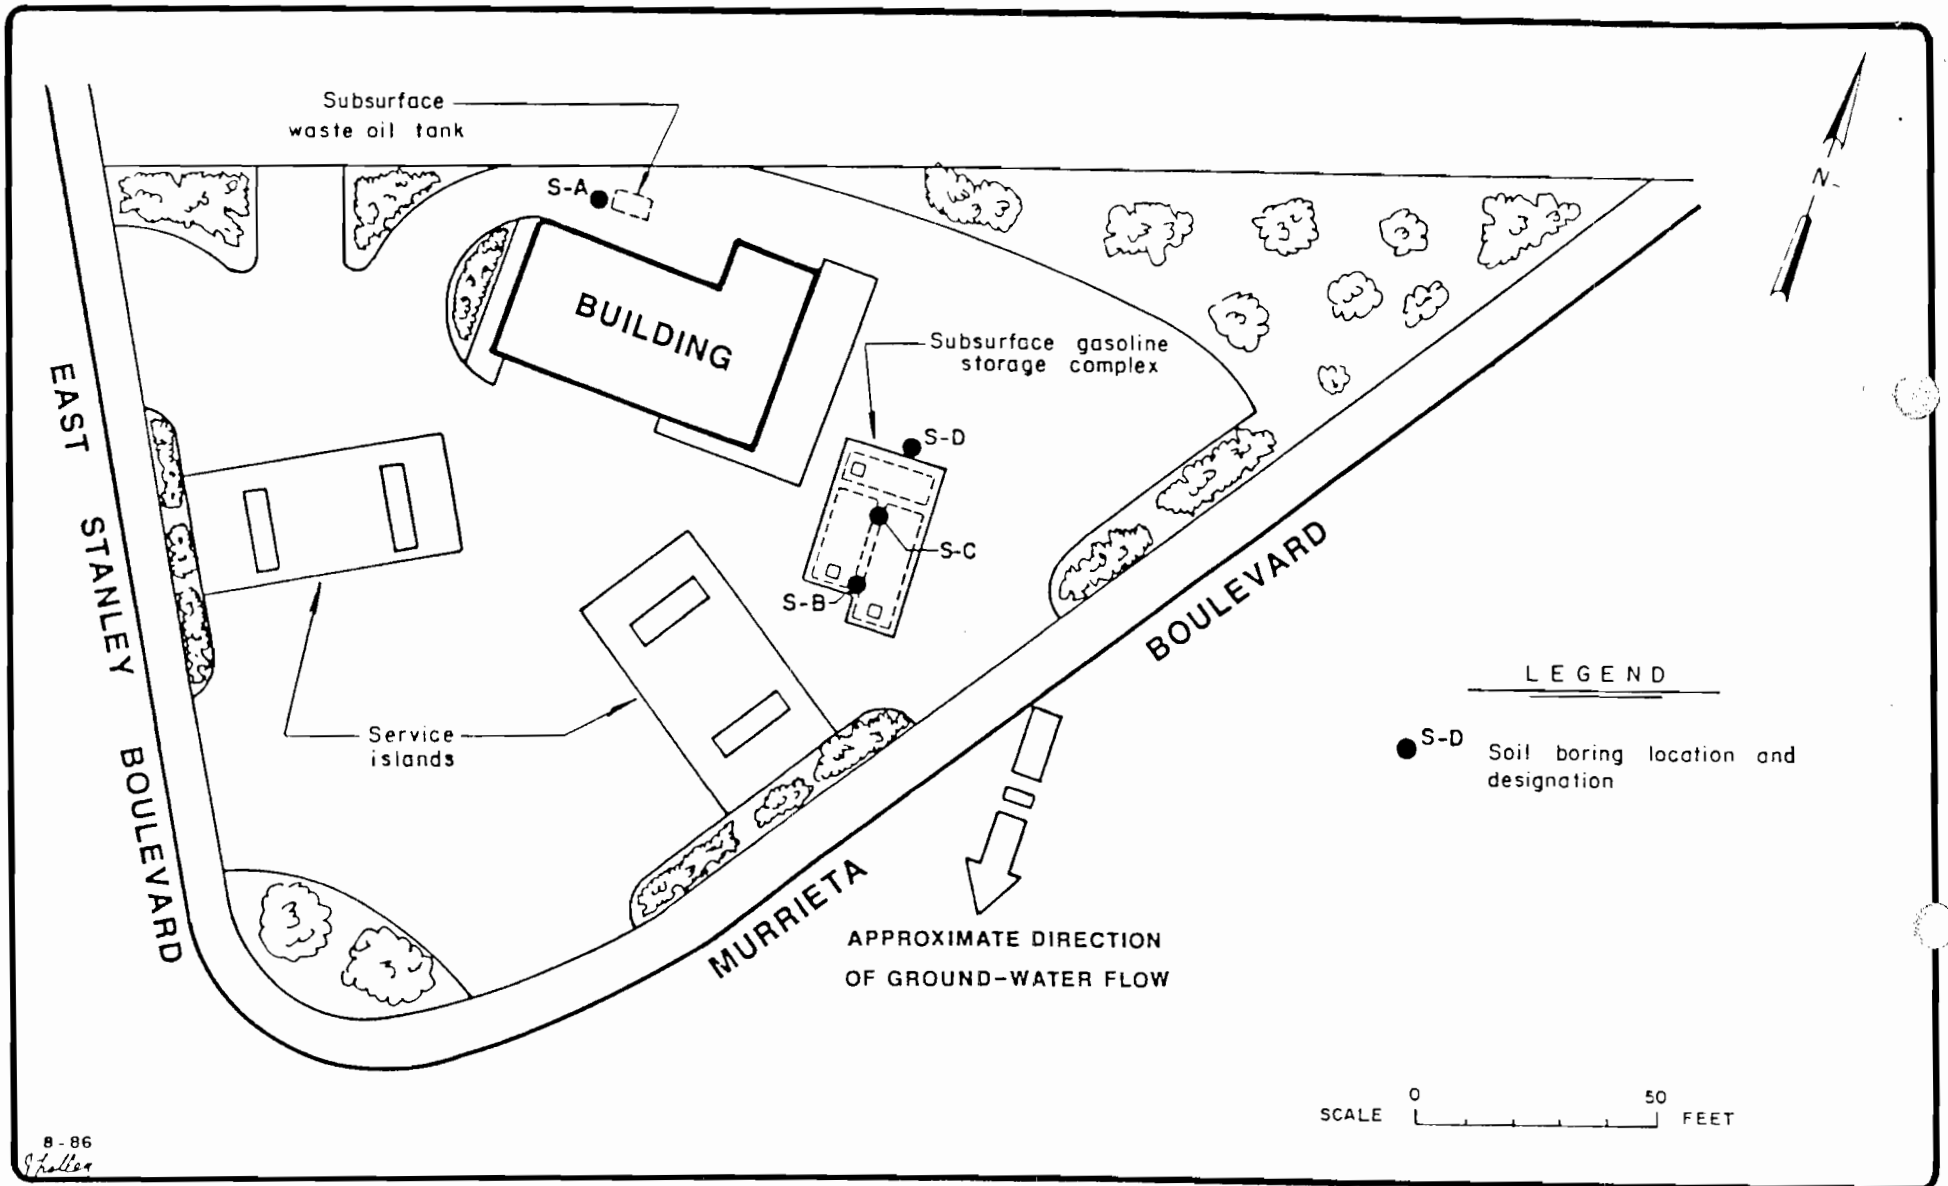 Subsurface
waste oil tank
S-A
N
BUILDING
Subsurface gasoline
storage complex
S-D
S-C
S-B
EAST STANLEY BOULEVARD
Service
islands
MURRIETA BOULEVARD
APPROXIMATE DIRECTION
OF GROUND-WATER FLOW
LEGEND
S-D Soil boring location and
designation
0 50
SCALE FEET
8-86